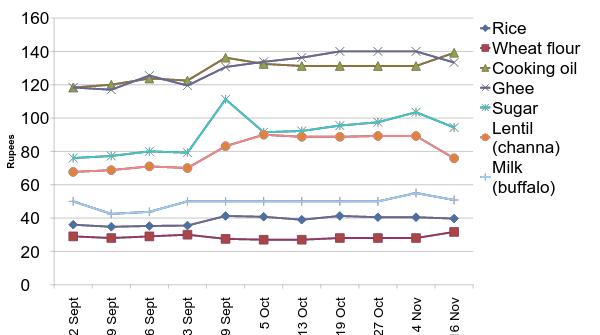 160
140
120
100
80
60
40
20
0
Rupees
2 Sept
9 Sept
6 Sept
3 Sept
9 Sept
5 Oct
13 Oct
19 Oct
27 Oct
4 Nov
6 Nov
Rice
Wheat flour
Cooking oil
Ghee
Sugar
Lentil
(channa)
Milk
(buffalo)